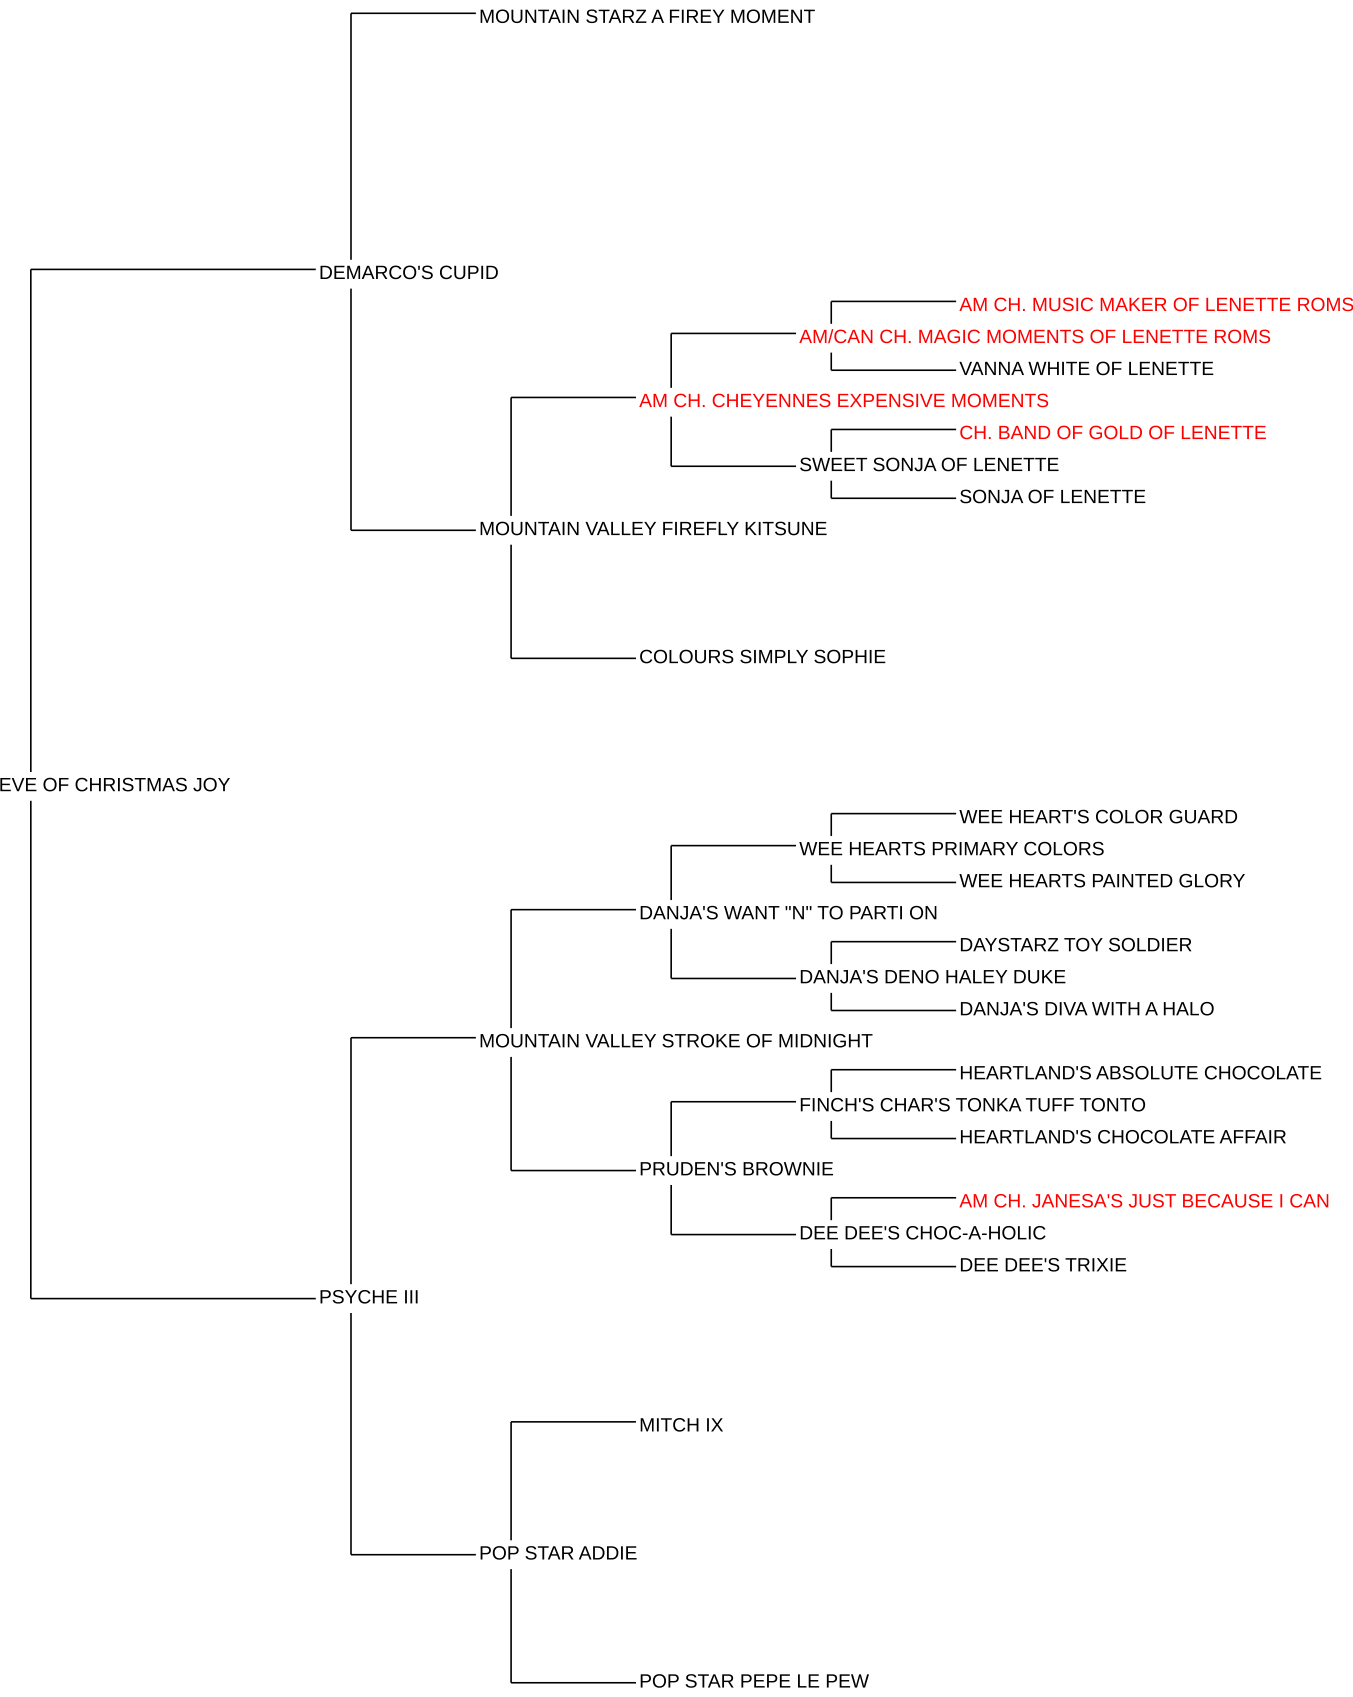 MOUNTAIN STARZ A FIREY MOMENT
DEMARCO'S CUPID
AM CH. MUSIC MAKER OF LENETTE ROMS
AM/CAN CH. MAGIC MOMENTS OF LENETTE ROMS
VANNA WHITE OF LENETTE
AM CH. CHEYENNES EXPENSIVE MOMENTS
CH. BAND OF GOLD OF LENETTE
SWEET SONJA OF LENETTE
SONJA OF LENETTE
MOUNTAIN VALLEY FIREFLY KITSUNE
COLOURS SIMPLY SOPHIE
EVE OF CHRISTMAS JOY
WEE HEART'S COLOR GUARD
WEE HEARTS PRIMARY COLORS
WEE HEARTS PAINTED GLORY
DANJA'S WANT "N" TO PARTI ON
DAYSTARZ TOY SOLDIER
DANJA'S DENO HALEY DUKE
DANJA'S DIVA WITH A HALO
MOUNTAIN VALLEY STROKE OF MIDNIGHT
HEARTLAND'S ABSOLUTE CHOCOLATE
FINCH'S CHAR'S TONKA TUFF TONTO
HEARTLAND'S CHOCOLATE AFFAIR
PRUDEN'S BROWNIE
AM CH. JANESA'S JUST BECAUSE I CAN
DEE DEE'S CHOC-A-HOLIC
DEE DEE'S TRIXIE
PSYCHE III
MITCH IX
POP STAR ADDIE
POP STAR PEPE LE PEW